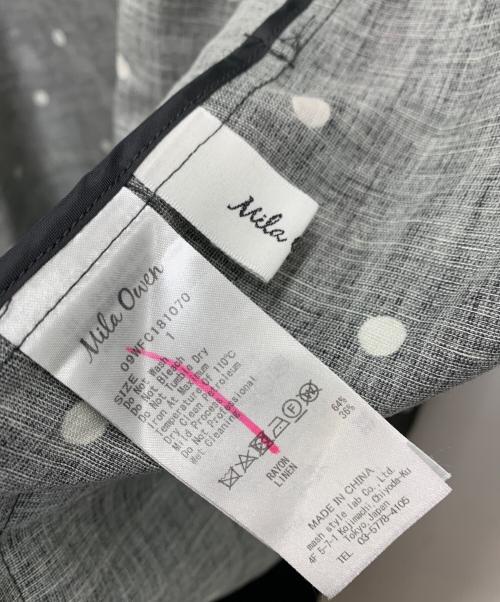 Mila
Mila Owen
09WFC181070
SIZE 1
Do Not Wash
Do Not Bleach
Do Not Tumble Dry
Iron At Maximum
Temperature of 110°C
Dry Clean Petroleum
Mild Process
Do Not Professional
Wet Cleaning
RAYON 64%
LINEN 36%
MADE IN CHINA
mash style lab Co., Ltd.
4F 5-7-1 Kojimachi, Chiyoda-Ku
Tokyo, Japan
TEL 03-5778-4105